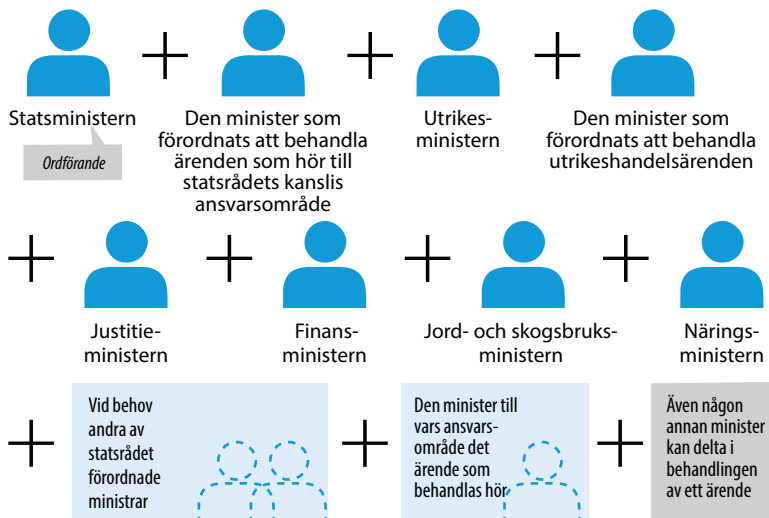 Statsministern
Ordförande
Den minister som
förordnats att behandla
ärenden som hör till
statsrådets kanslis
ansvarsområde
Utrikes-
ministern
Den minister som
förordnats att behandla
utrikeshandelsärenden
Justitie-
ministern
Finans-
ministern
Jord- och skogsbruks-
ministern
Närings-
ministern
Vid behov
andra av
statsrådet
förordnade
ministrar
Den minister till
vars ansvars-
område det
ärende som
behandlas hör
Även någon
annan minister
kan delta i
behandlingen
av ett ärende